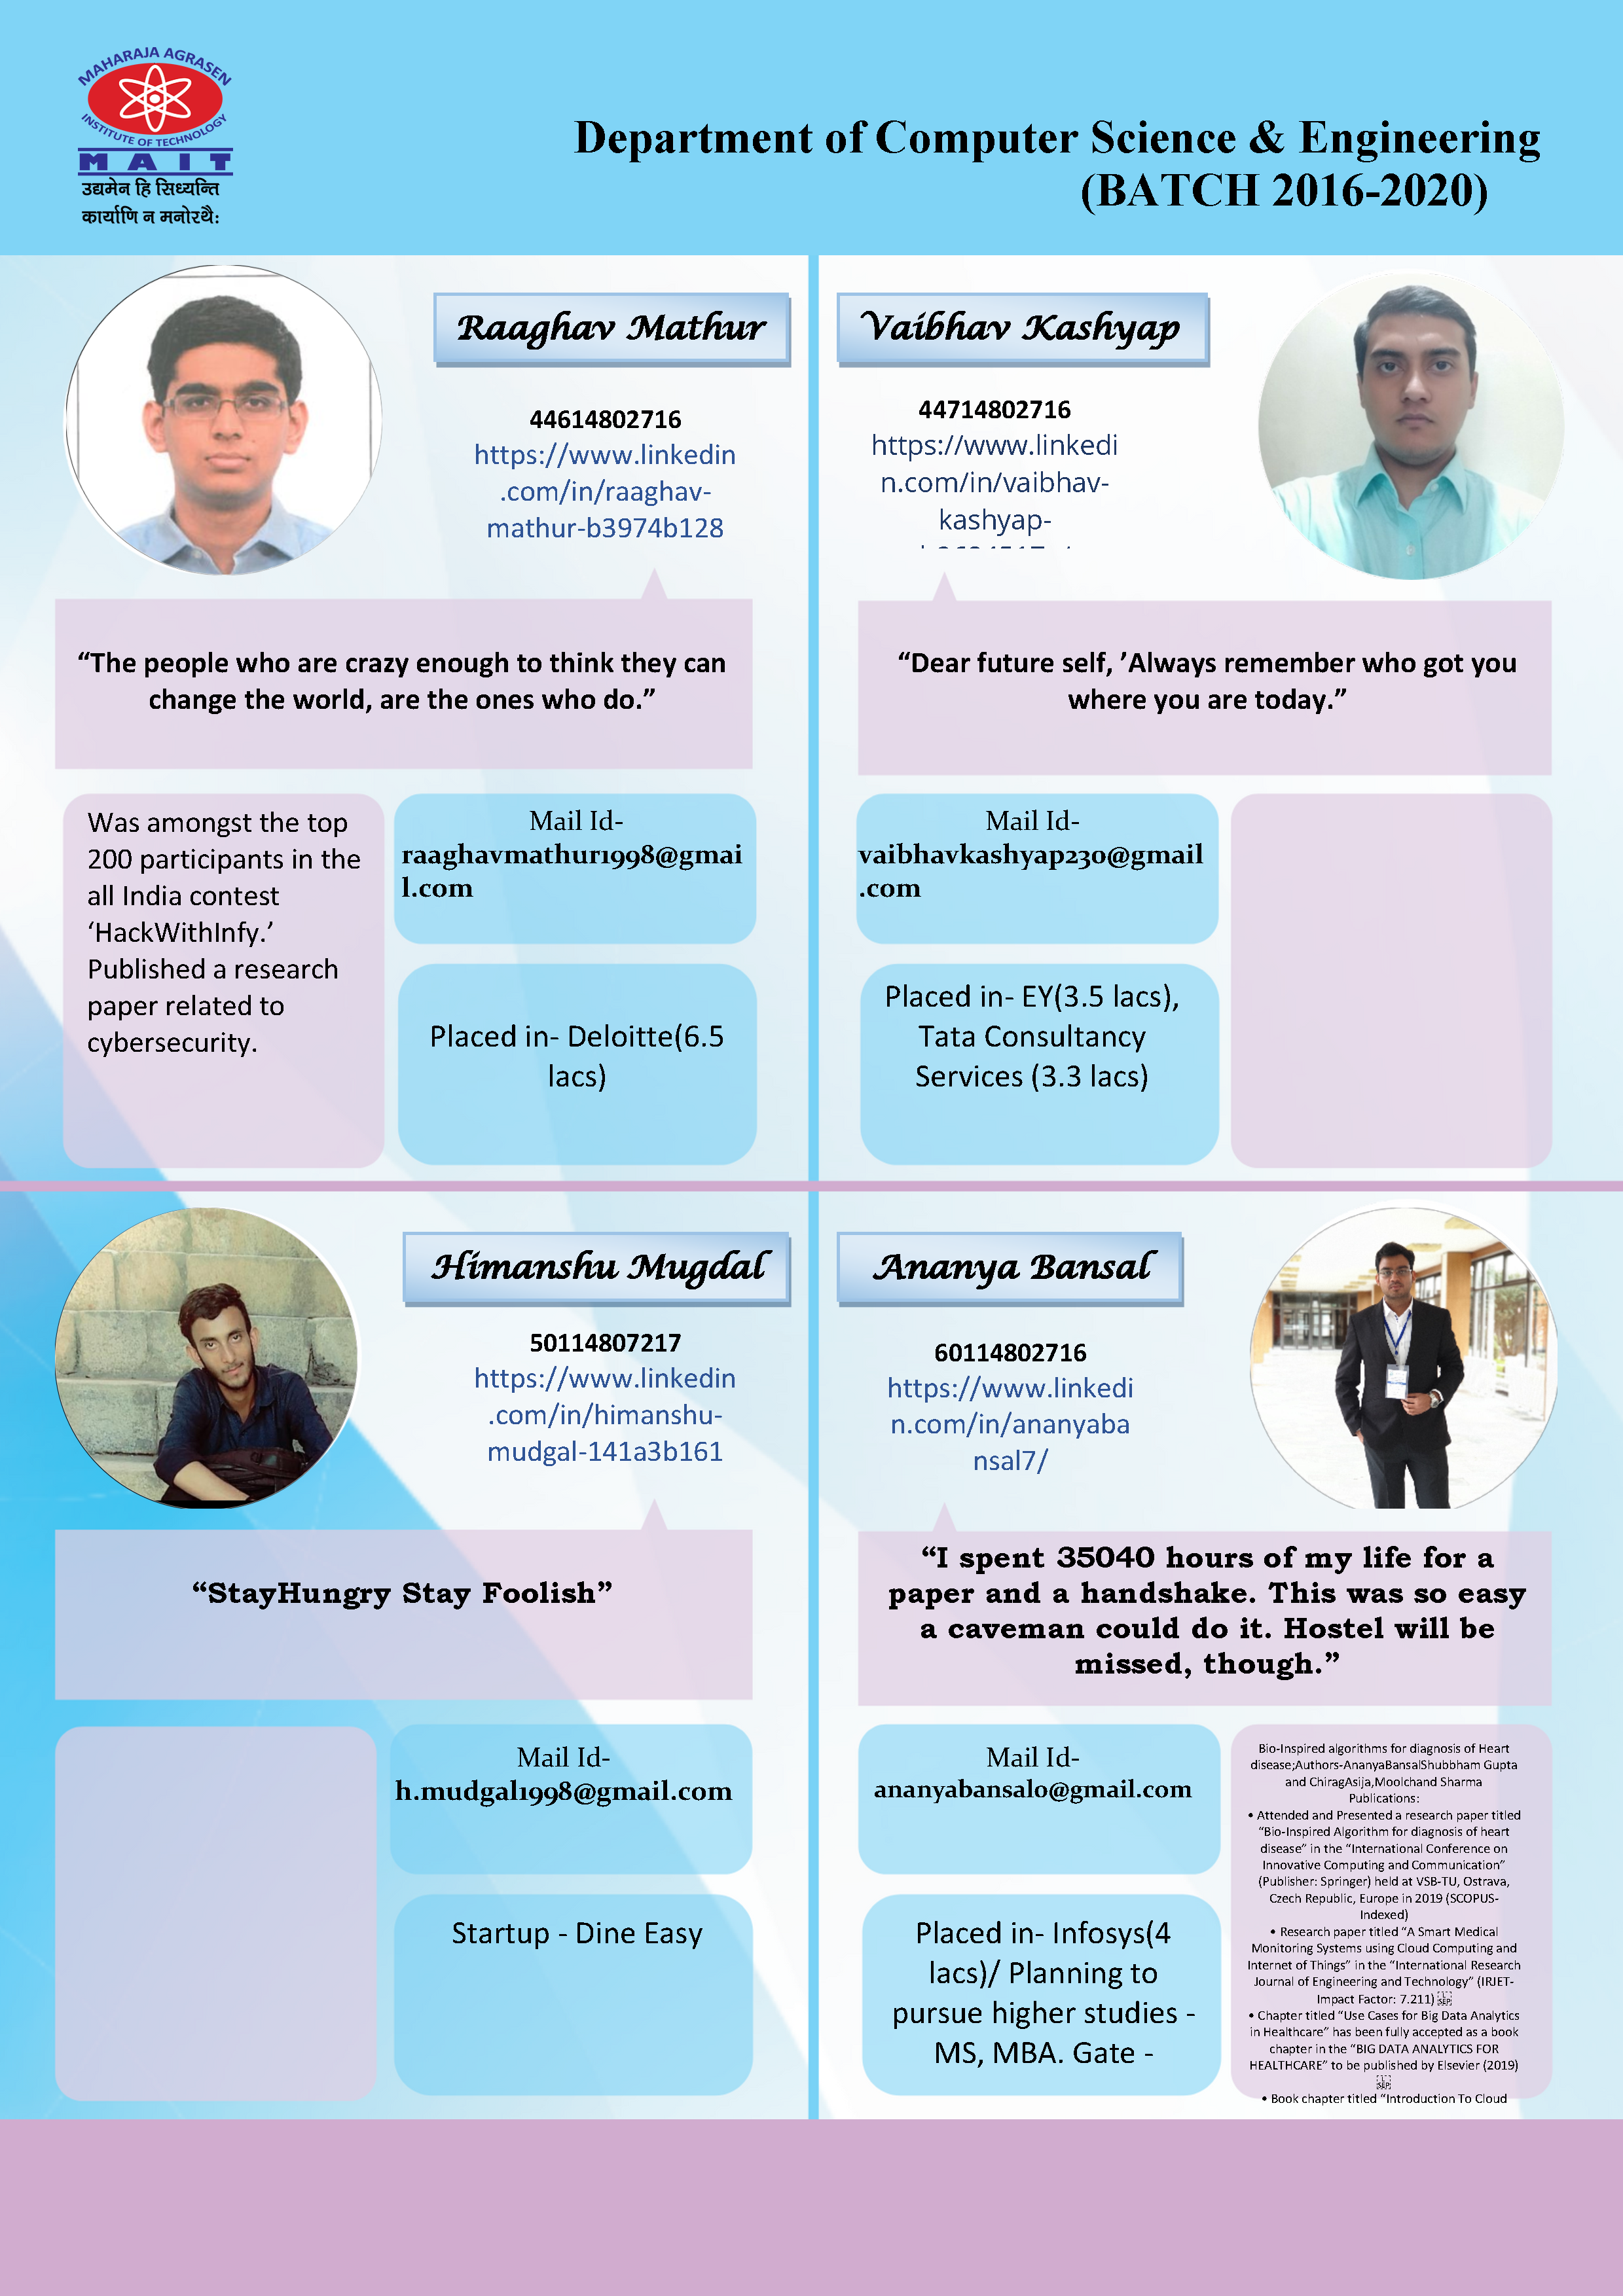 MAHARAJA AGRASEN
INSTITUTE OF TECHNOLOGY
MAIT
उद्यमेन हि सिध्यन्ति
कार्याणि न मनोरथैः
Department of Computer Science & Engineering
(BATCH 2016-2020)
Raaghav Mathur
44614802716
https://www.linkedin
.com/in/raaghav-
mathur-b3974b128
“The people who are crazy enough to think they can
change the world, are the ones who do.”
Was amongst the top
200 participants in the
all India contest
‘HackWithInfy.’
Published a research
paper related to
cybersecurity.
Mail Id-
raaghavmathur1998@gmai
l.com
Placed in- Deloitte(6.5
lacs)
Vaibhav Kashyap
44714802716
https://www.linkedi
n.com/in/vaibhav-
kashyap-
“Dear future self, ’Always remember who got you
where you are today.”
Mail Id-
vaibhavkashyap230@gmail
.com
Placed in- EY(3.5 lacs),
Tata Consultancy
Services (3.3 lacs)
Himanshu Mugdal
50114807217
https://www.linkedin
.com/in/himanshu-
mudgal-141a3b161
“StayHungry Stay Foolish”
Mail Id-
h.mudgal1998@gmail.com
Startup - Dine Easy
Ananya Bansal
60114802716
https://www.linkedi
n.com/in/ananyaba
nsal7/
“I spent 35040 hours of my life for a
paper and a handshake. This was so easy
a caveman could do it. Hostel will be
missed, though.”
Mail Id-
ananyabansal0@gmail.com
Placed in- Infosys(4
lacs)/ Planning to
pursue higher studies -
MS, MBA. Gate -
Bio-Inspired algorithms for diagnosis of Heart
disease;Authors-AnanyaBansalShubbham Gupta
and ChiragAsija,Moolchand Sharma
Publications:
• Attended and Presented a research paper titled
“Bio-Inspired Algorithm for diagnosis of heart
disease” in the “International Conference on
Innovative Computing and Communication”
(Publisher: Springer) held at VSB-TU, Ostrava,
Czech Republic, Europe in 2019 (SCOPUS-
Indexed)
• Research paper titled “A Smart Medical
Monitoring Systems using Cloud Computing and
Internet of Things” in the “International Research
Journal of Engineering and Technology” (IRJET-
Impact Factor: 7.211)
• Chapter titled “Use Cases for Big Data Analytics
in Healthcare” has been fully accepted as a book
chapter in the “BIG DATA ANALYTICS FOR
HEALTHCARE” to be published by Elsevier (2019)
• Book chapter titled “Introduction To Cloud